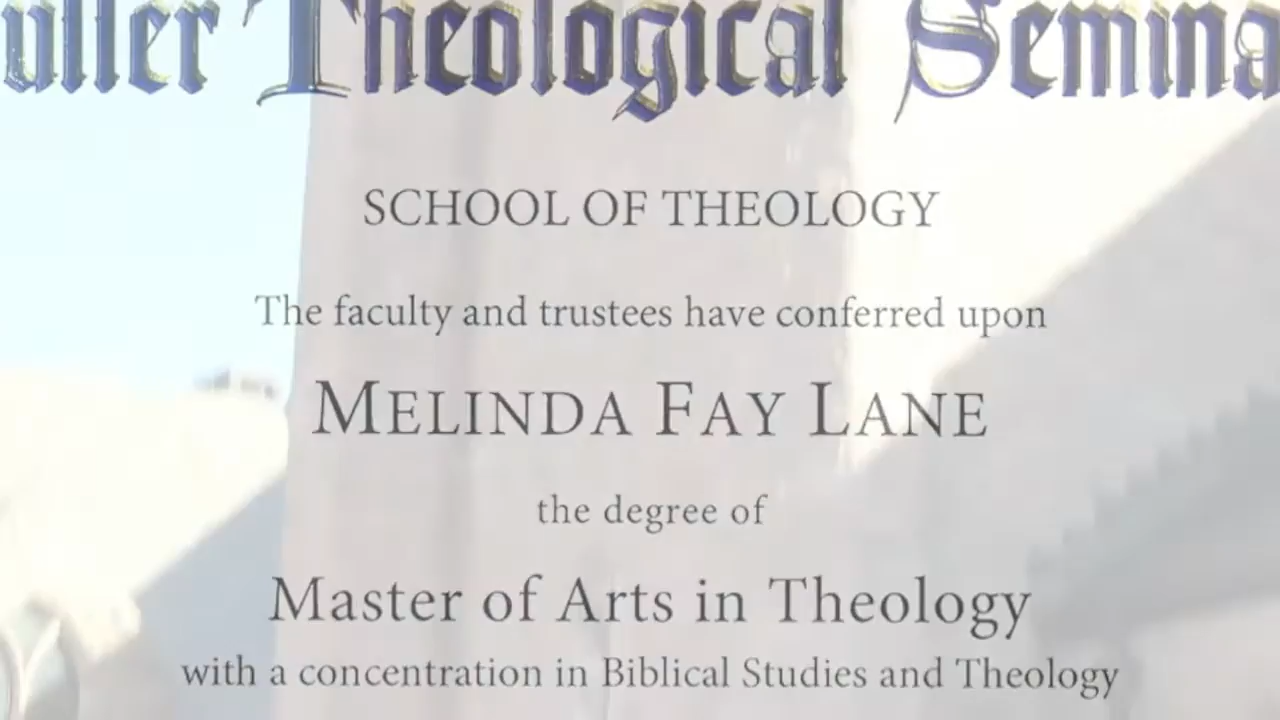 uller Theological Semina
SCHOOL OF THEOLOGY
The faculty and trustees have conferred upon
MELINDA FAY LANE
the degree of
Master of Arts in Theology
with a concentration in Biblical Studies and Theology